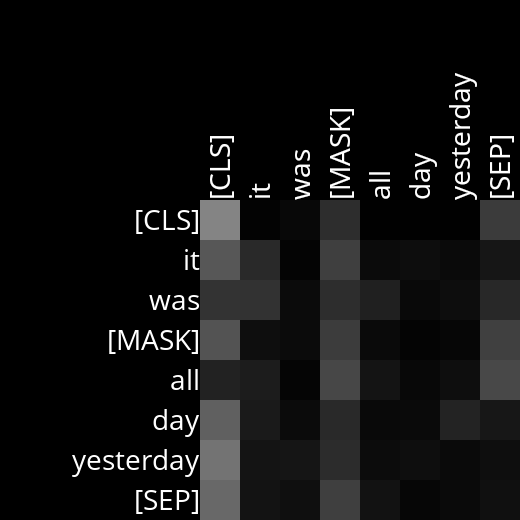 [CLS] it was [MASK] all day yesterday [SEP]
[CLS]
it
was
[MASK]
all
day
yesterday
[SEP]